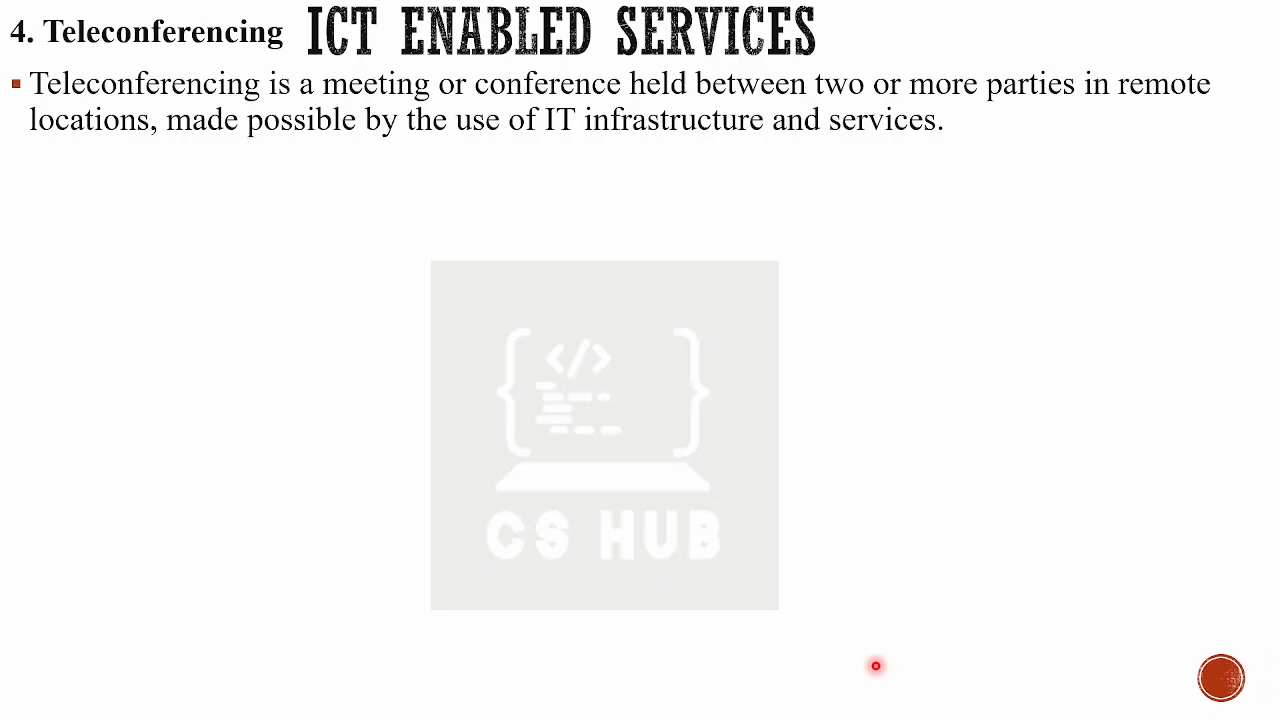 4. Teleconferencing ICT ENABLED SERVICES
▪ Teleconferencing is a meeting or conference held between two or more parties in remote
locations, made possible by the use of IT infrastructure and services.
</>
CS HUB